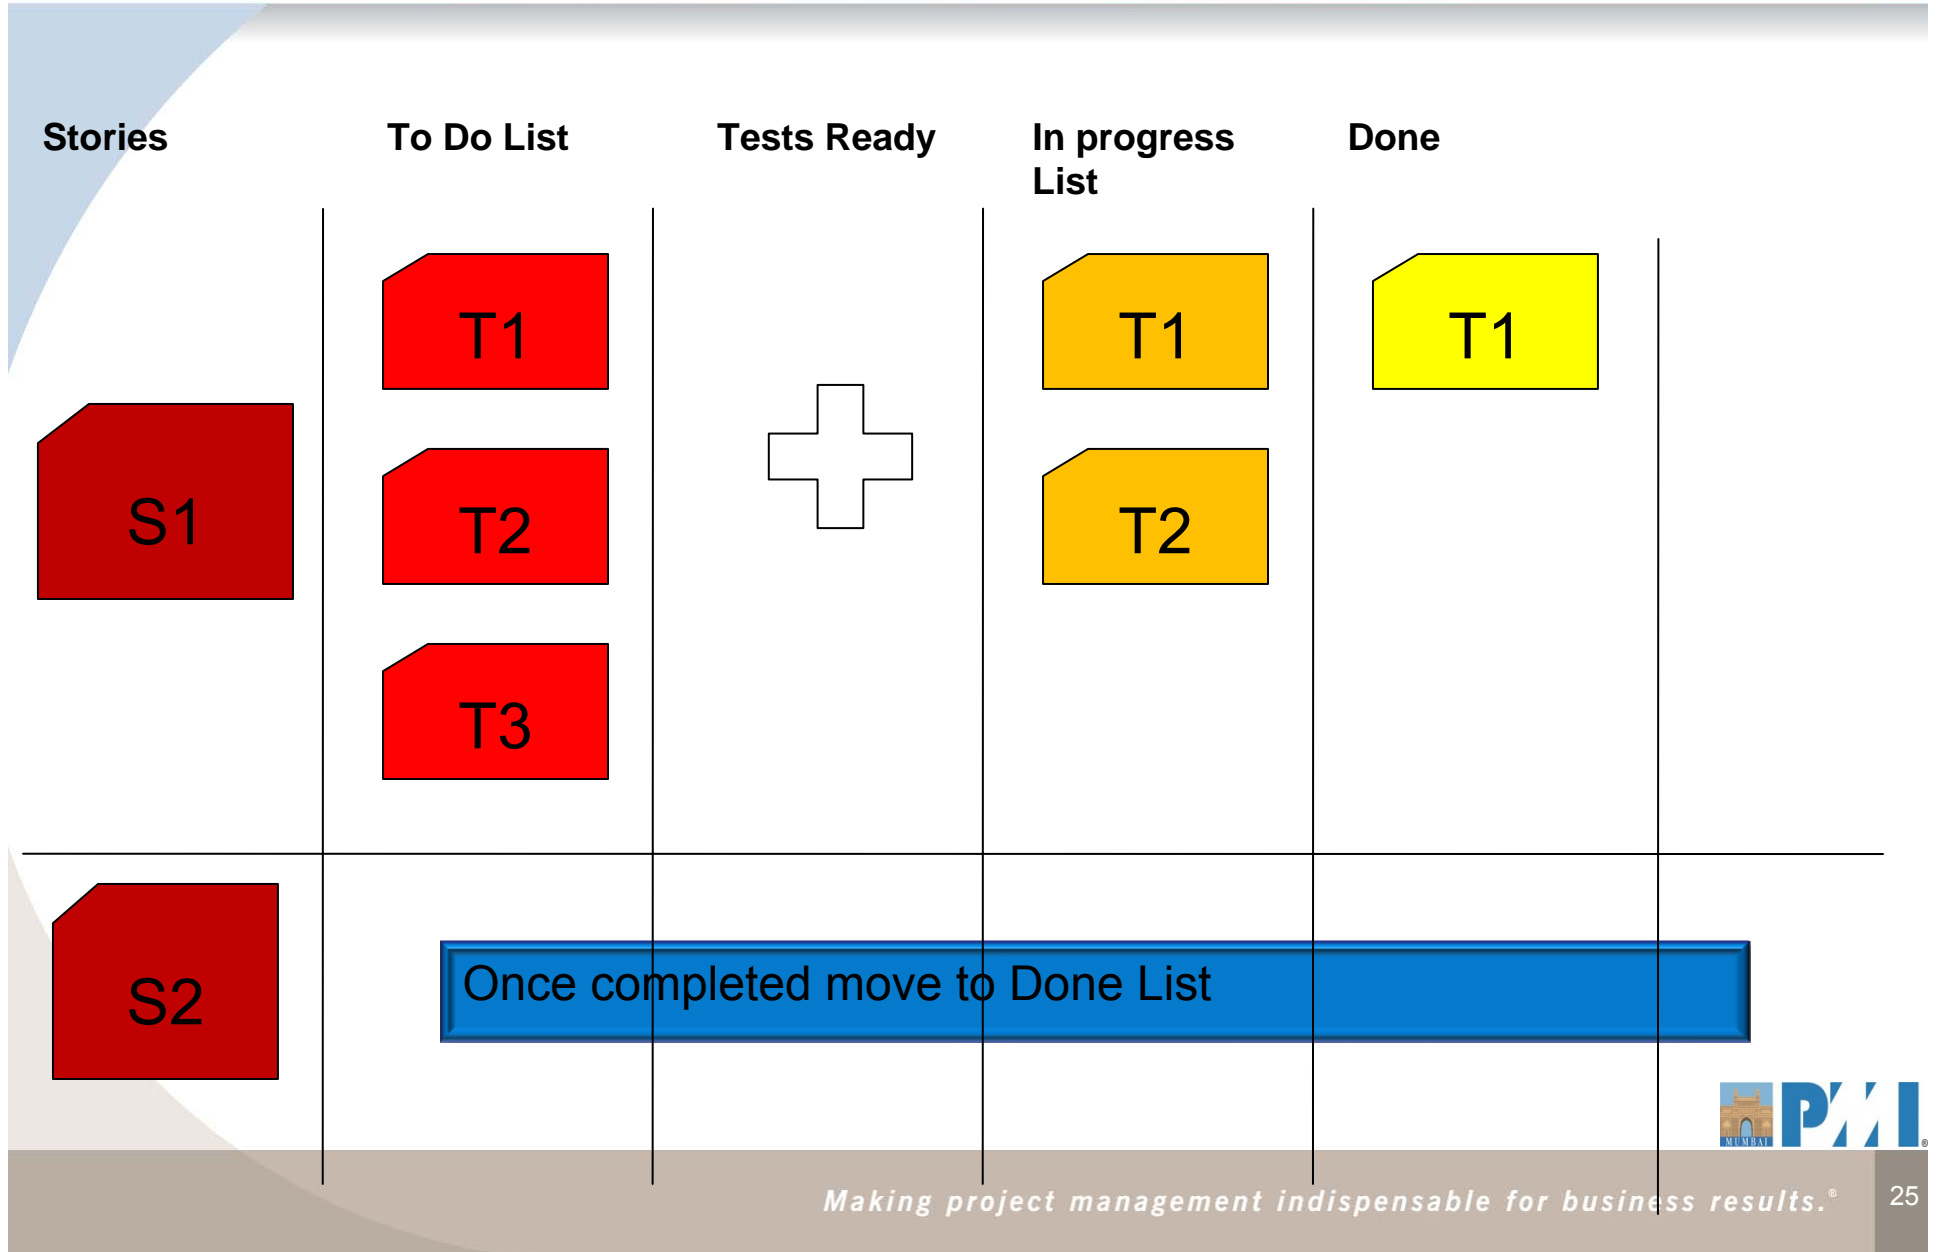 Stories
To Do List
Tests Ready
In progress
List
Done
T1
T1
T1
S1
T2
T2
T3
S2
Once completed move to Done List
MUMBAI
PMI
®
Making project management indispensable for business results.®
25